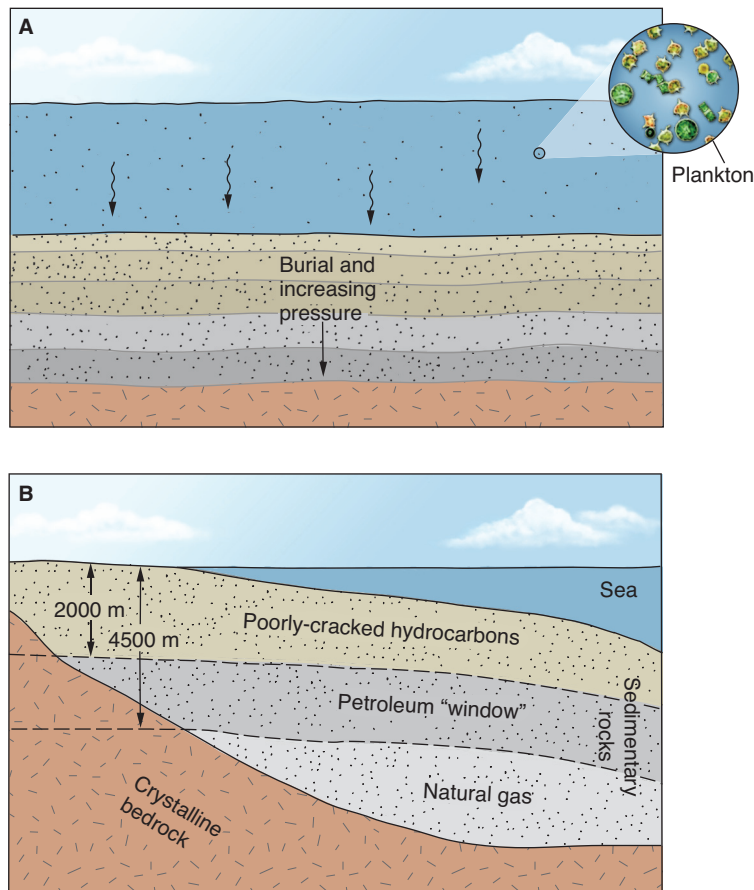 A
Plankton
Burial and
increasing
pressure
B
Sea
2000 m
4500 m
Poorly-cracked hydrocarbons
Petroleum “window”
Sedimentary
rocks
Natural gas
Crystalline
bedrock